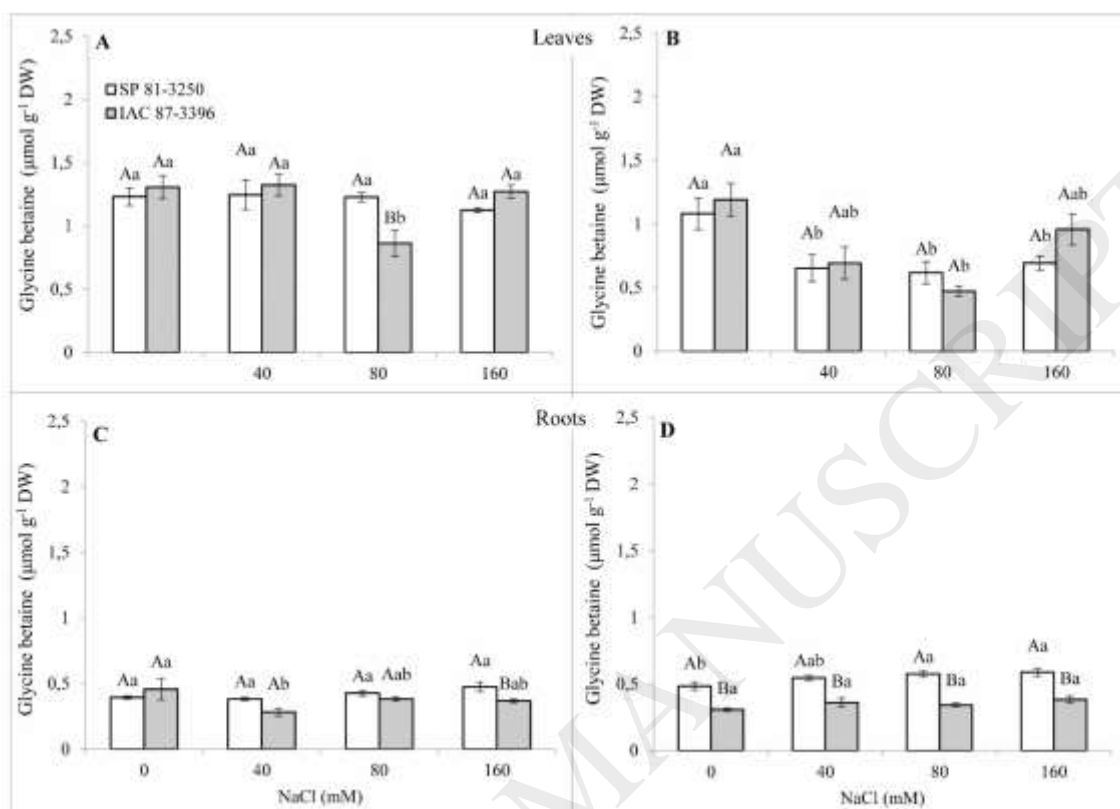 Leaves
A
Glycine betaine (µmol g⁻¹ DW)
2,5
2
1,5
1
0,5
0
SP 81-3250
IAC 87-3396
Aa Aa Aa Aa Aa Bb Aa Aa
40 80 160
B
Glycine betaine (µmol g⁻¹ DW)
2,5
2
1,5
1
0,5
0
Aa Aa Ab Aab Ab Ab Ab Aab
40 80 160
Roots
C
Glycine betaine (µmol g⁻¹ DW)
2,5
2
1,5
1
0,5
0
Aa Aa Aa Ab Aa Aab Aa Bab
0 40 80 160
NaCl (mM)
D
Glycine betaine (µmol g⁻¹ DW)
2,5
2
1,5
1
0,5
0
Ab Ba Aab Ba Aa Ba Aa Ba
0 40 80 160
NaCl (mM)
MANUSCRIPT